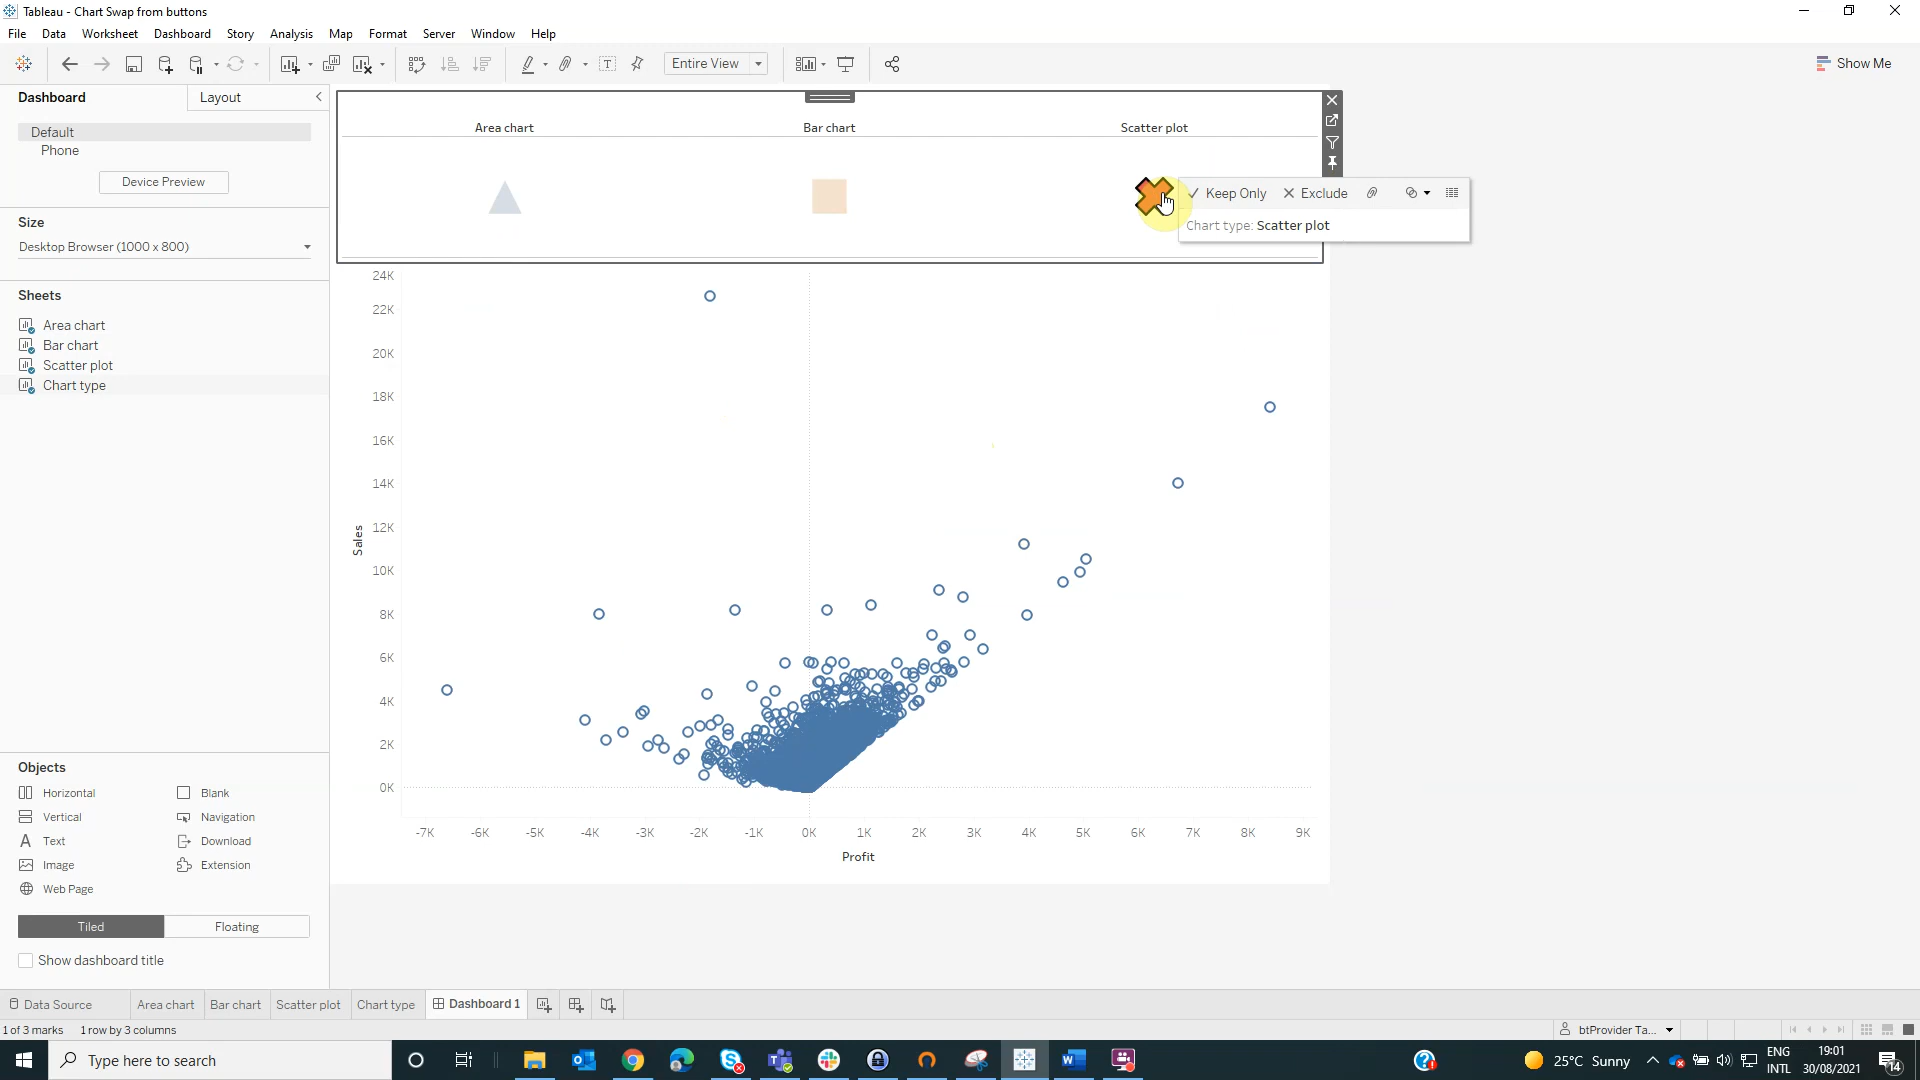 Tableau - Chart Swap from buttons
File Data Worksheet Dashboard Story Analysis Map Format Server Window Help
Entire View
Show Me
Dashboard Layout
Default
Phone
Device Preview
Size
Desktop Browser (1000 x 800)
Sheets
Area chart
Bar chart
Scatter plot
Chart type
Objects
Horizontal Blank
Vertical Navigation
Text Download
Image Extension
Web Page
Tiled Floating
Show dashboard title
Area chart Bar chart Scatter plot
Keep Only Exclude
Chart type: Scatter plot
24K
22K
20K
18K
16K
14K
12K
10K
8K
6K
4K
2K
0K
Sales
-7K -6K -5K -4K -3K -2K -1K 0K 1K 2K 3K 4K 5K 6K 7K 8K 9K
Profit
Data Source Area chart Bar chart Scatter plot Chart type Dashboard 1
1 of 3 marks 1 row by 3 columns btProvider Ta...
Type here to search
25°C Sunny
ENG
INTL
19:01
30/08/2021
14